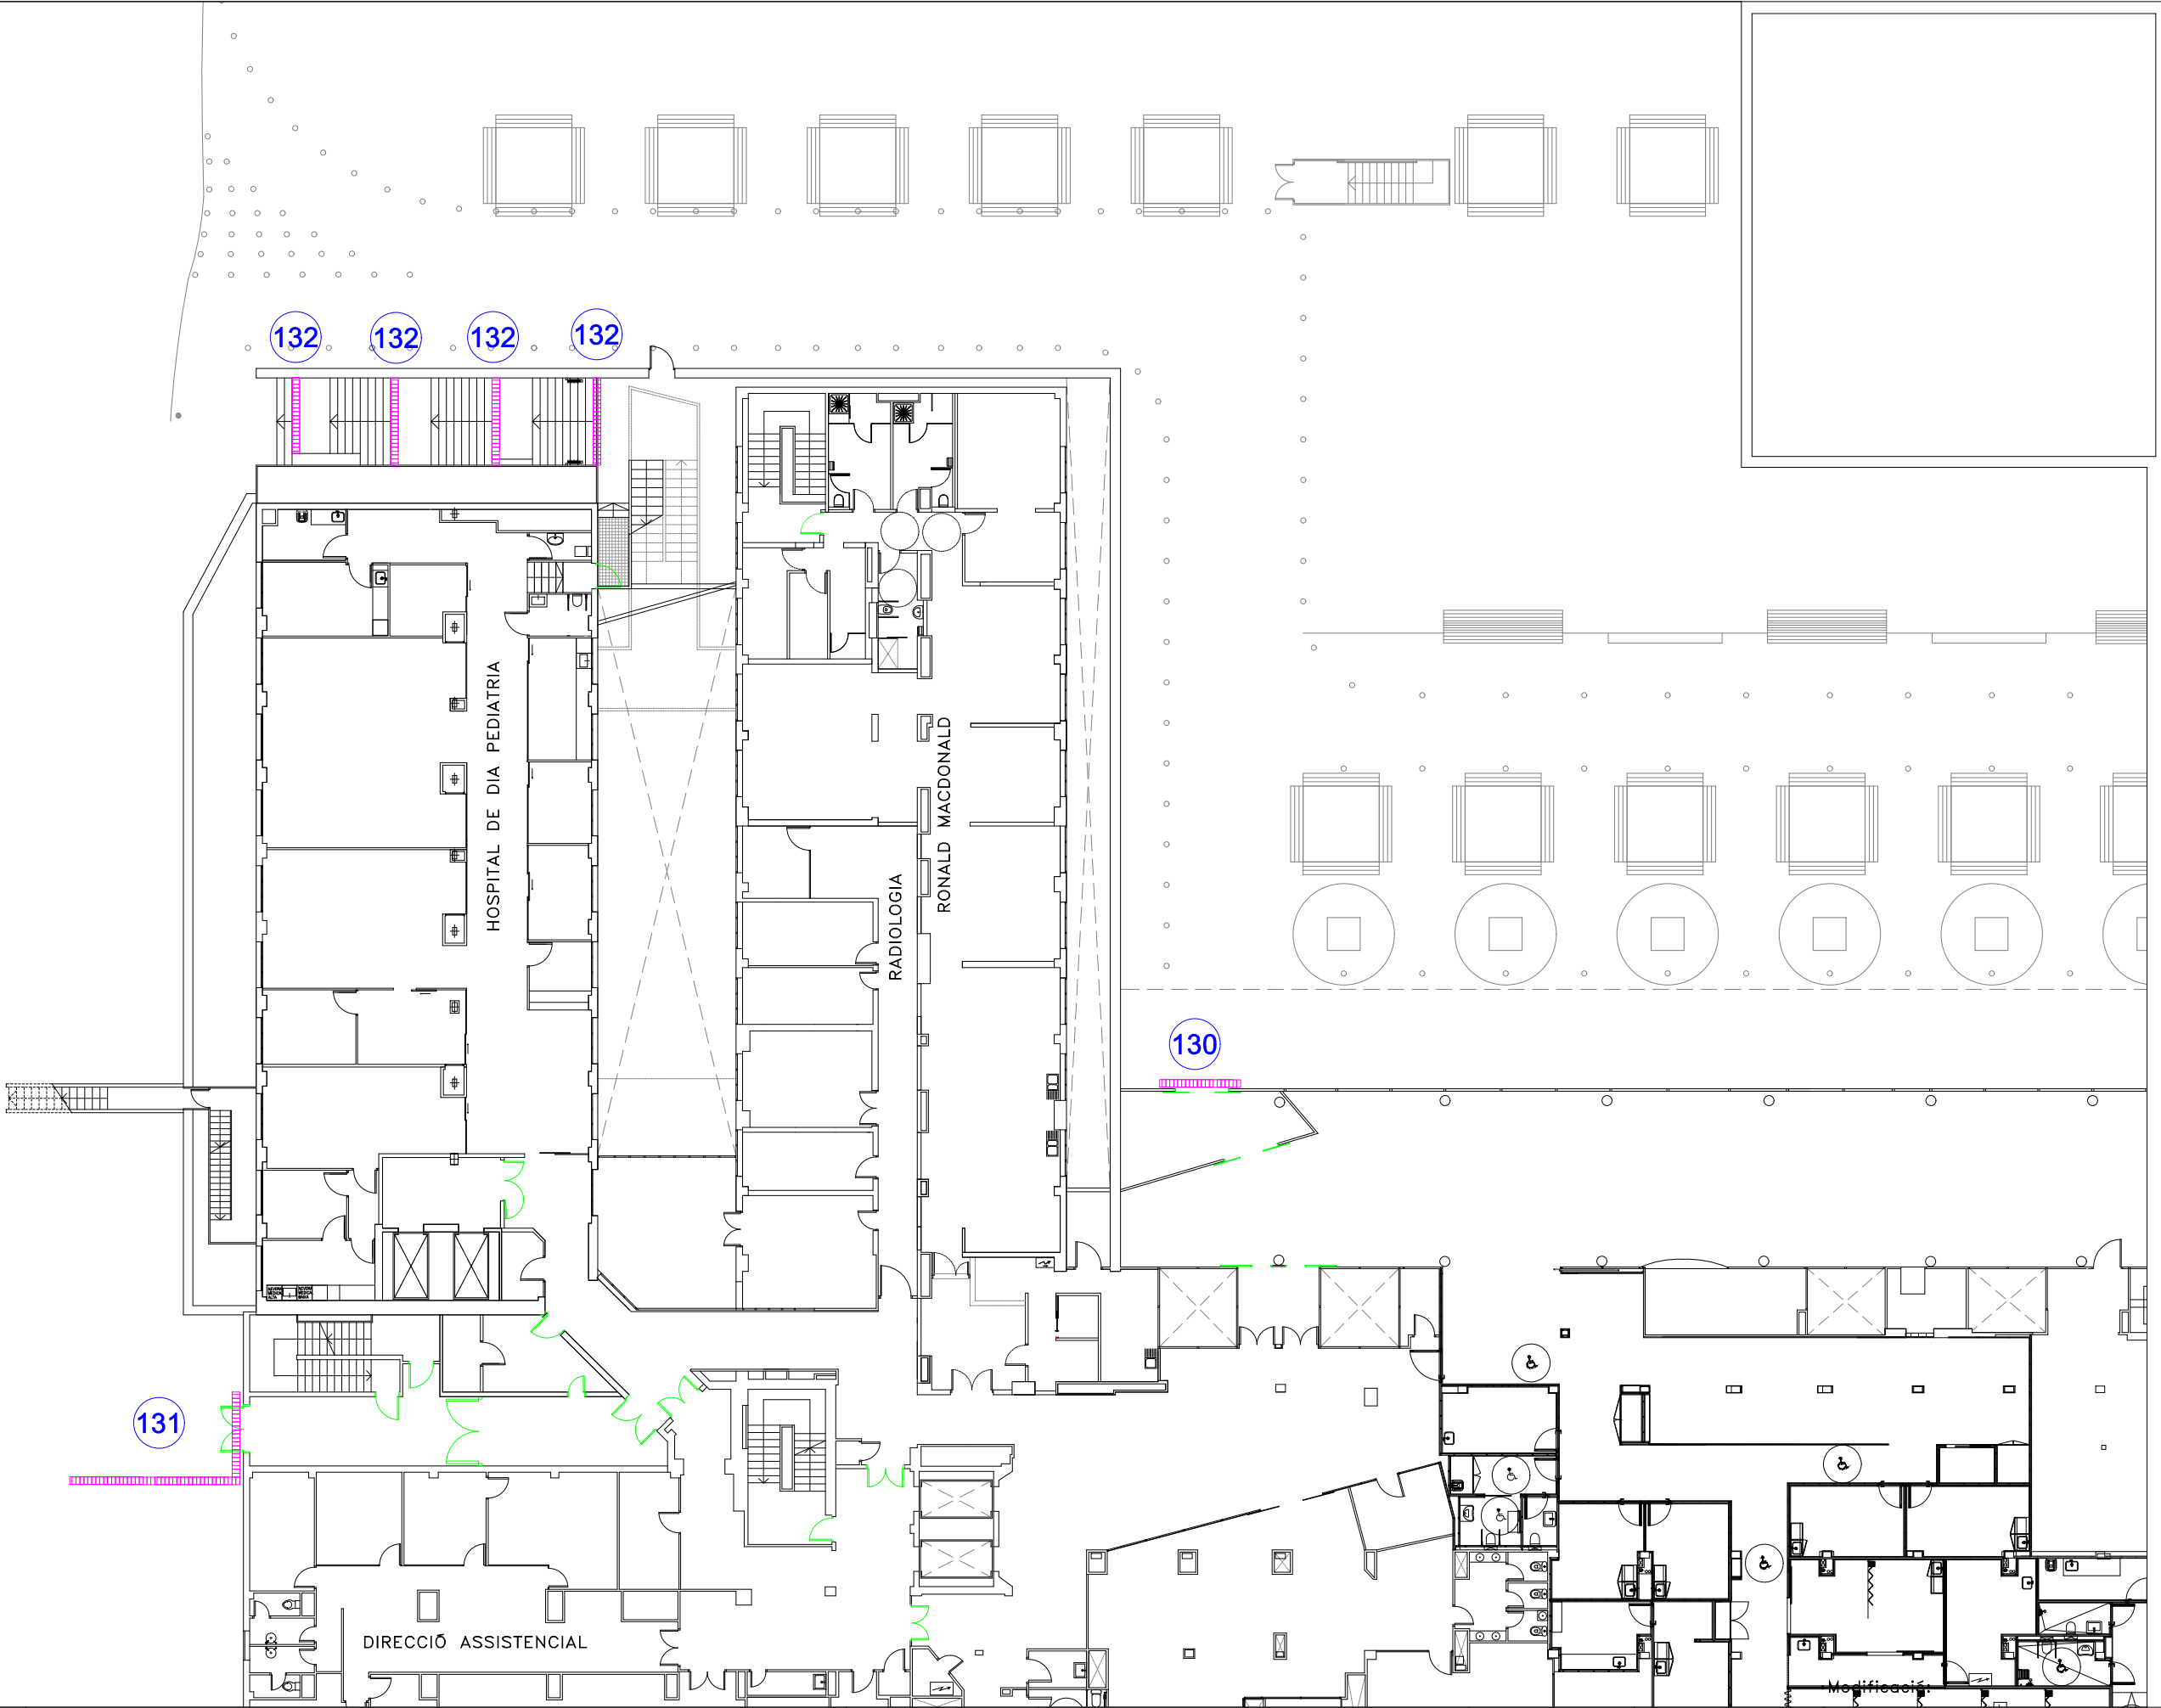 132
132
132
132
HOSPITAL DE DIA PEDIATRIA
RONALD MACDONALD
RADIOLOGIA
130
131
DIRECCIÓ ASSISTENCIAL
Modificació: